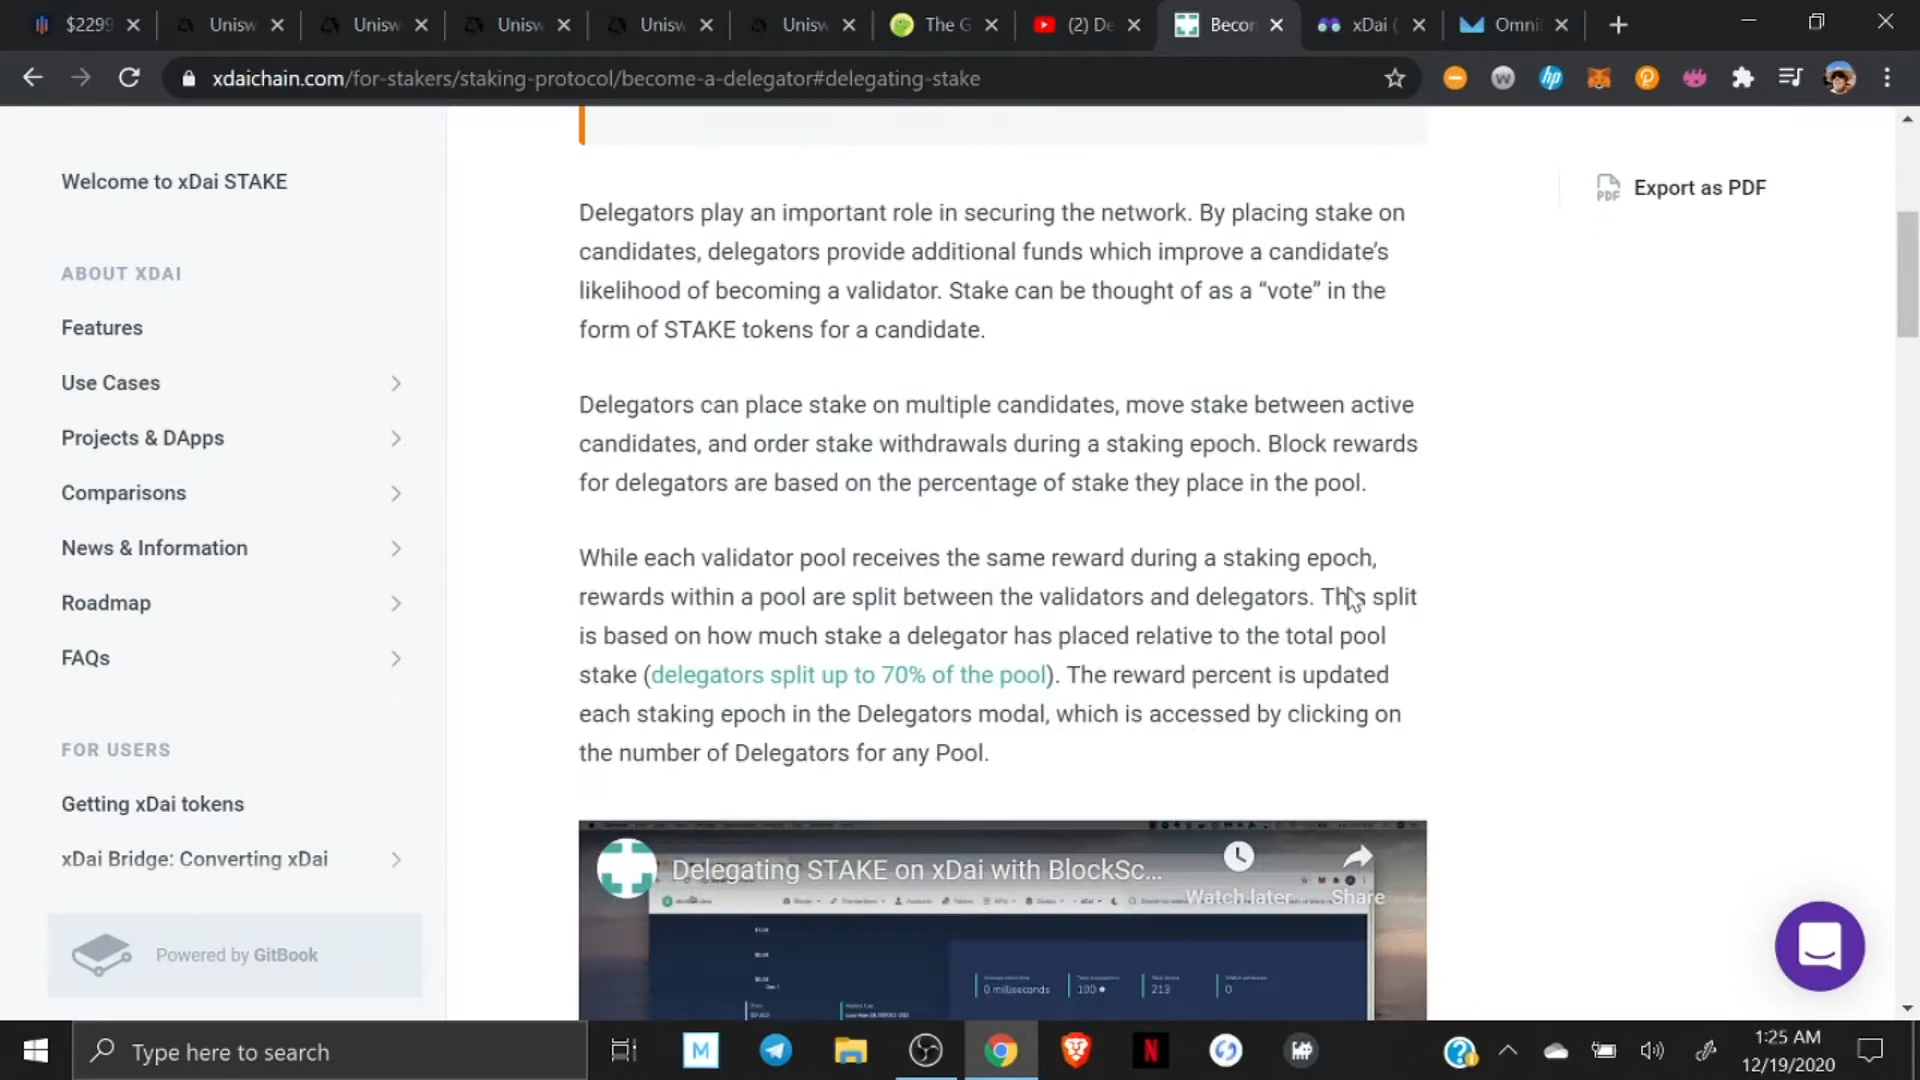 $2299
Unisw
Unisw
Unisw
Unisw
Unisw
The G
(2) De
Becon
xDai (
Omni
xdaichain.com/for-stakers/staking-protocol/become-a-delegator#delegating-stake
Welcome to xDai STAKE
ABOUT XDAI
Features
Use Cases
Projects & DApps
Comparisons
News & Information
Roadmap
FAQs
FOR USERS
Getting xDai tokens
xDai Bridge: Converting xDai
Powered by GitBook
Delegators play an important role in securing the network. By placing stake on
candidates, delegators provide additional funds which improve a candidate’s
likelihood of becoming a validator. Stake can be thought of as a “vote” in the
form of STAKE tokens for a candidate.
Delegators can place stake on multiple candidates, move stake between active
candidates, and order stake withdrawals during a staking epoch. Block rewards
for delegators are based on the percentage of stake they place in the pool.
While each validator pool receives the same reward during a staking epoch,
rewards within a pool are split between the validators and delegators. This split
is based on how much stake a delegator has placed relative to the total pool
stake (delegators split up to 70% of the pool). The reward percent is updated
each staking epoch in the Delegators modal, which is accessed by clicking on
the number of Delegators for any Pool.
Delegating STAKE on xDai with BlockSc...
Watch later
Share
0 milliseconds
100
213
0
Export as PDF
PDF
Type here to search
1:25 AM
12/19/2020